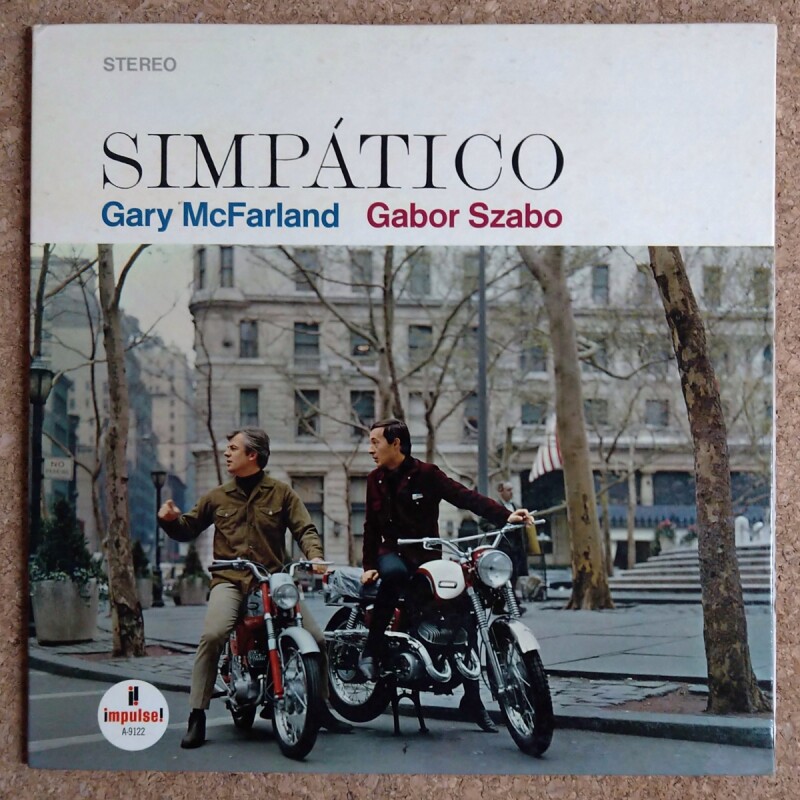 STEREO
SIMPÁTICO
Gary McFarland Gabor Szabo
NO
impulse!
A-9122